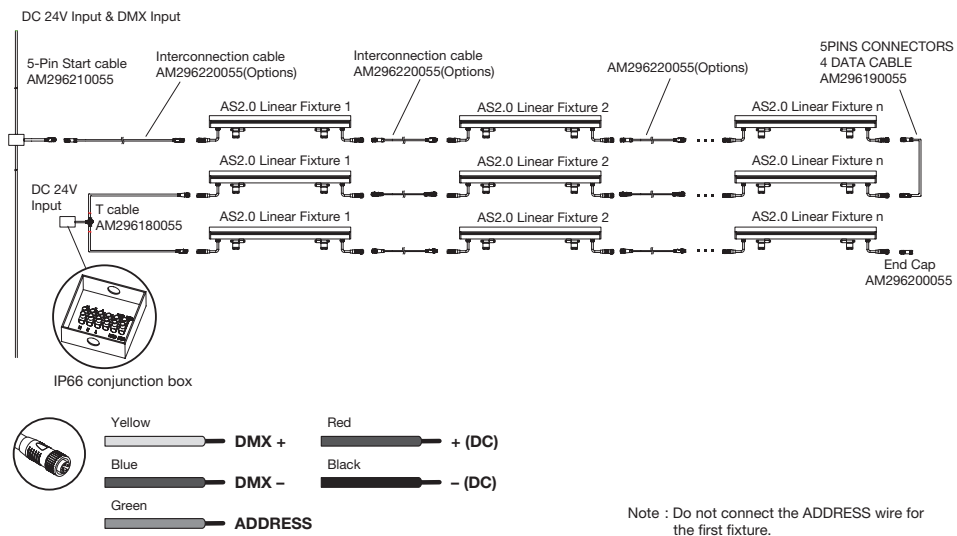 DC 24V Input & DMX Input
5-Pin Start cable
AM296210055
Interconnection cable
AM296220055(Options)
Interconnection cable
AM296220055(Options)
AM296220055(Options)
5PINS CONNECTORS
4 DATA CABLE
AM296190055
AS2.0 Linear Fixture 1
AS2.0 Linear Fixture 2
AS2.0 Linear Fixture n
AS2.0 Linear Fixture 1
AS2.0 Linear Fixture 2
AS2.0 Linear Fixture n
DC 24V
Input
T cable
AM296180055
AS2.0 Linear Fixture 1
AS2.0 Linear Fixture 2
AS2.0 Linear Fixture n
End Cap
AM296200055
IP66 conjunction box
Yellow
DMX +
Red
+ (DC)
Blue
DMX –
Black
– (DC)
Green
ADDRESS
Note : Do not connect the ADDRESS wire for
the first fixture.